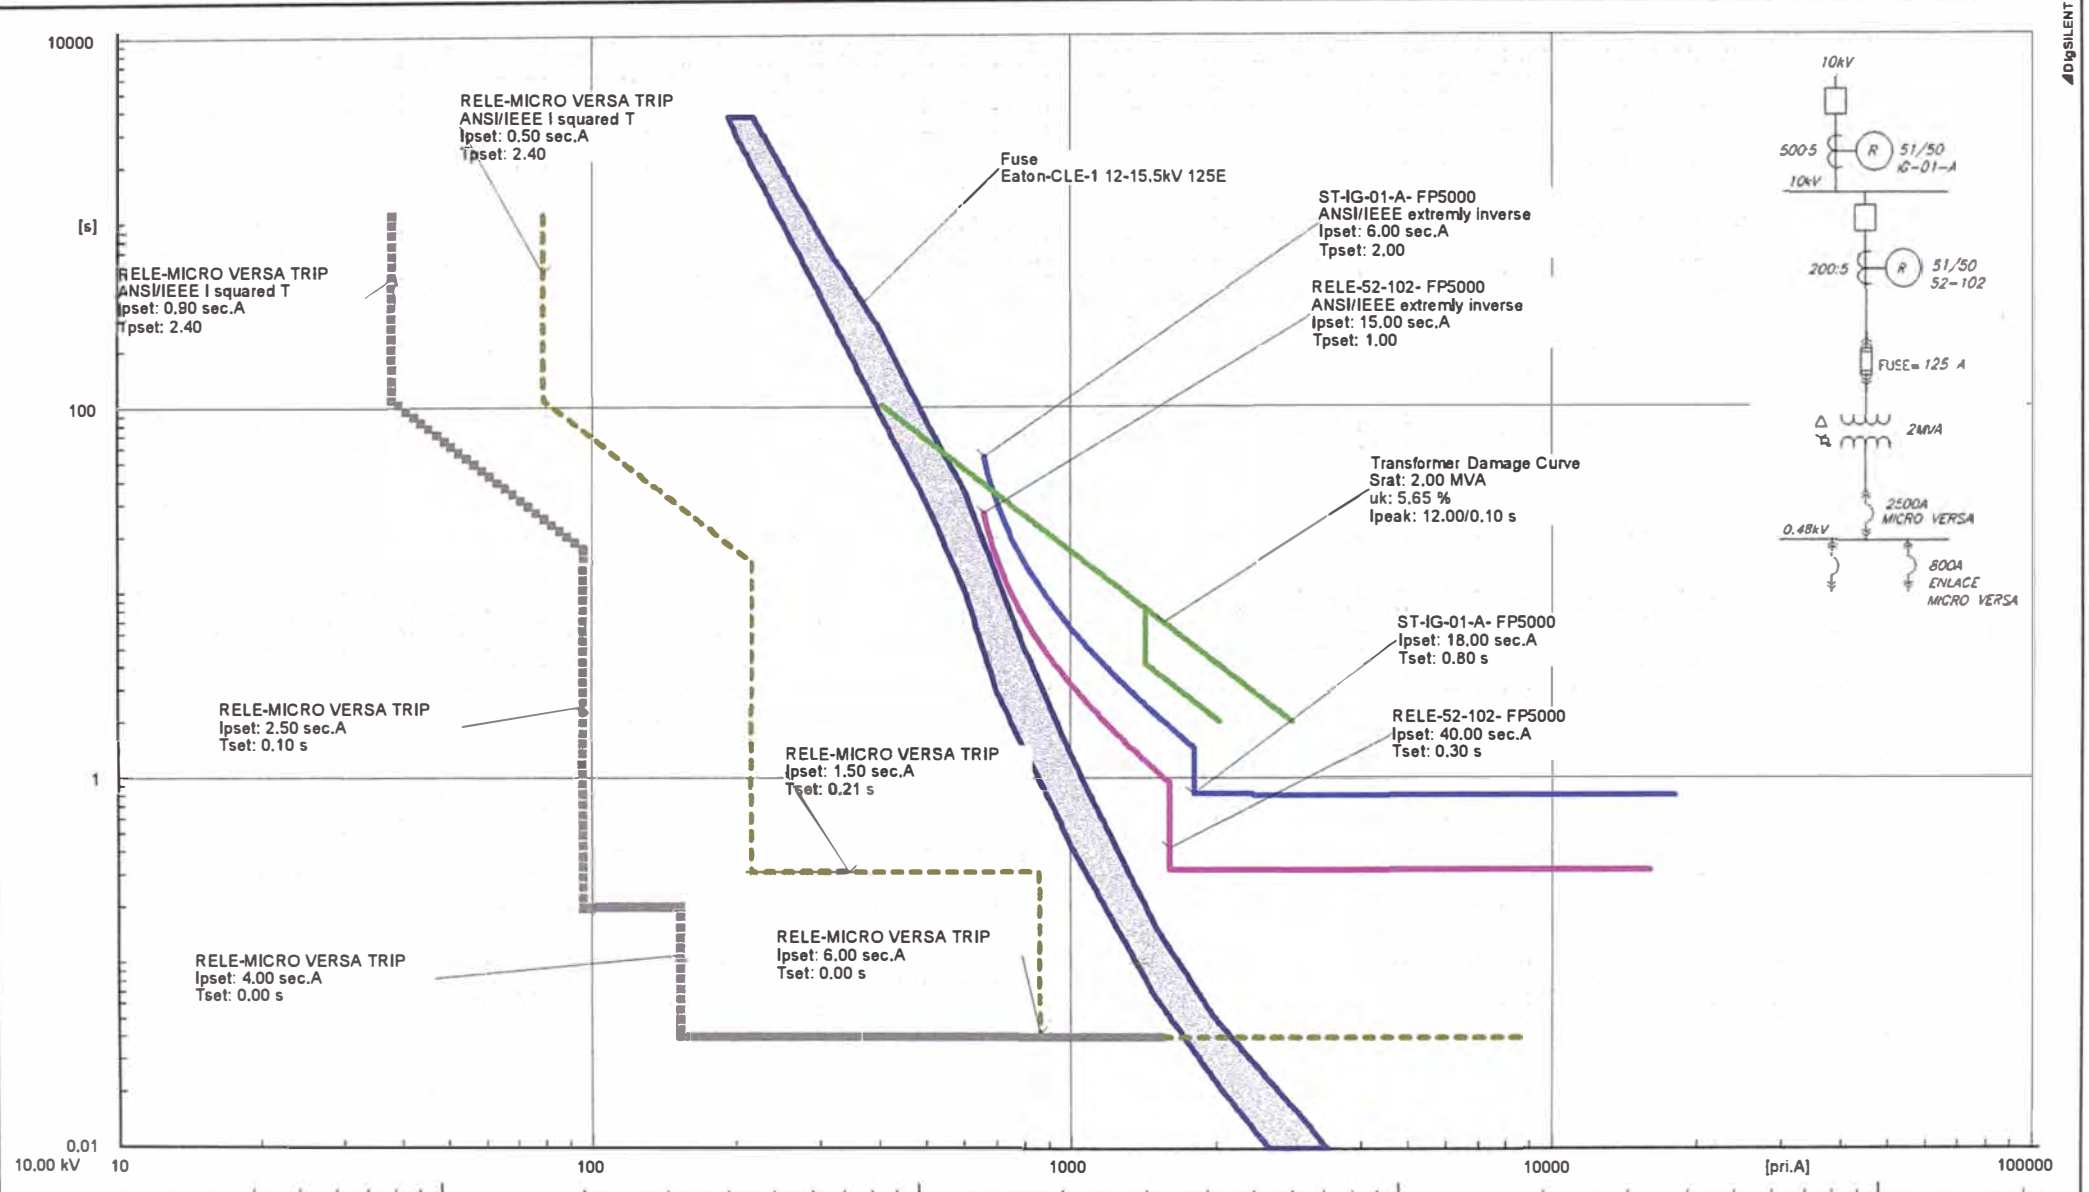 DIgSILENT
10000
[s]
100
1
0.01
10.00 kV
10
100
1000
10000
[pri.A]
100000
RELE-MICRO VERSA TRIP
ANSI/IEEE I squared T
Ipset: 0.50 sec.A
Tpset: 2.40
RELE-MICRO VERSA TRIP
ANSI/IEEE I squared T
Ipset: 0.90 sec.A
Tpset: 2.40
Fuse
Eaton-CLE-1 12-15.5kV 125E
ST-IG-01-A- FP5000
ANSI/IEEE extremly inverse
Ipset: 6.00 sec.A
Tpset: 2.00
RELE-52-102- FP5000
ANSI/IEEE extremly inverse
Ipset: 15.00 sec.A
Tpset: 1.00
Transformer Damage Curve
Srat: 2.00 MVA
uk: 5.65 %
Ipeak: 12.00/0.10 s
ST-IG-01-A- FP5000
Ipset: 18.00 sec.A
Tset: 0.80 s
RELE-52-102- FP5000
Ipset: 40.00 sec.A
Tset: 0.30 s
RELE-MICRO VERSA TRIP
Ipset: 2.50 sec.A
Tset: 0.10 s
RELE-MICRO VERSA TRIP
Ipset: 1.50 sec.A
Tset: 0.21 s
RELE-MICRO VERSA TRIP
Ipset: 6.00 sec.A
Tset: 0.00 s
RELE-MICRO VERSA TRIP
Ipset: 4.00 sec.A
Tset: 0.00 s
10kV
500:5
R
51/50
IG-01-A
10kV
200:5
R
51/50
52-102
FUSE= 125 A
Δ
2MVA
2500A
MICRO VERSA
0.48kV
800A
ENLACE
MICRO VERSA